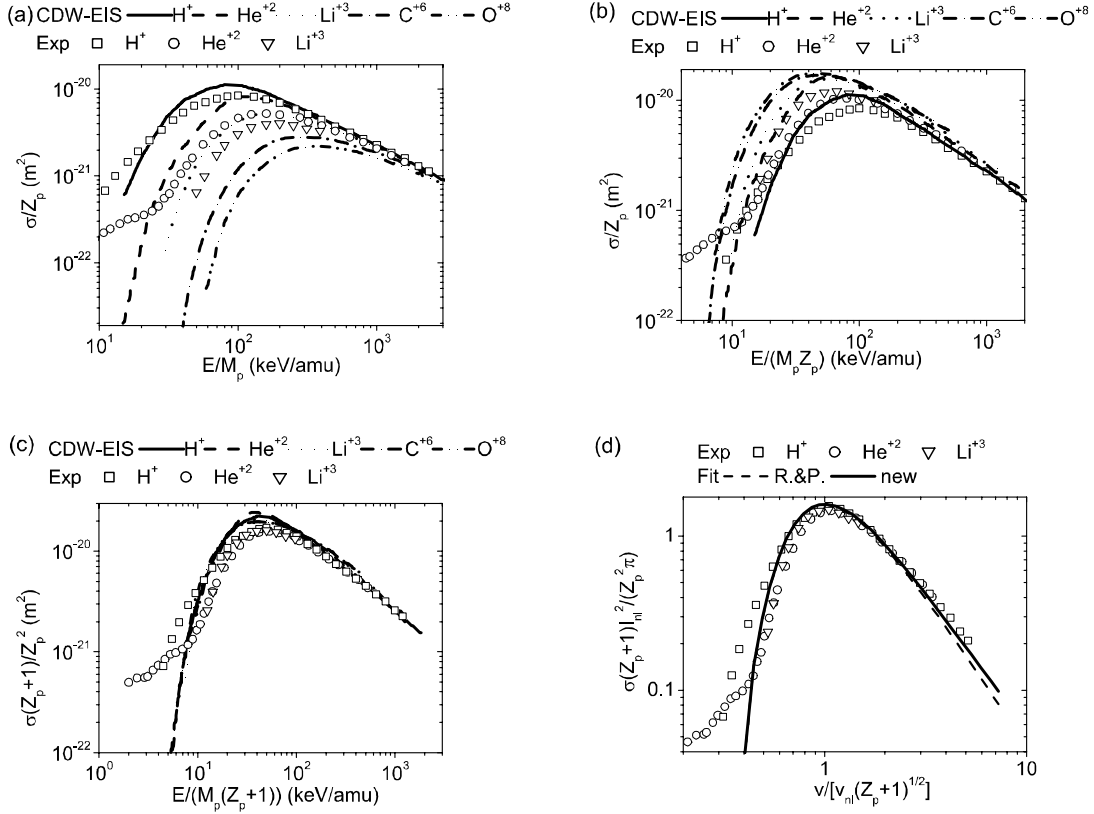 (a) CDW-EIS H⁺ He⁺² Li⁺³ C⁺⁶ O⁺⁸
Exp H⁺ He⁺² Li⁺³
10⁻²⁰
10⁻²¹
10⁻²²
σ/Zₚ (m²)
10¹ 10² 10³
E/Mₚ (keV/amu)
(b) CDW-EIS H⁺ He⁺² Li⁺³ C⁺⁶ O⁺⁸
Exp H⁺ He⁺² Li⁺³
10⁻²⁰
10⁻²¹
10⁻²²
σ/Zₚ (m²)
10¹ 10² 10³
E/(MₚZₚ) (keV/amu)
(c) CDW-EIS H⁺ He⁺² Li⁺³ C⁺⁶ O⁺⁸
Exp H⁺ He⁺² Li⁺³
10⁻²⁰
10⁻²¹
10⁻²²
σ(Zₚ+1)/Zₚ² (m²)
10⁰ 10¹ 10² 10³
E/(Mₚ(Zₚ+1)) (keV/amu)
(d) Exp H⁺ He⁺² Li⁺³
Fit R.&P. new
1
0.1
σ(Zₚ+1)Iₙₗ²/(Zₚ²π)
1 10
v/[vₙₗ(Zₚ+1)¹/²]